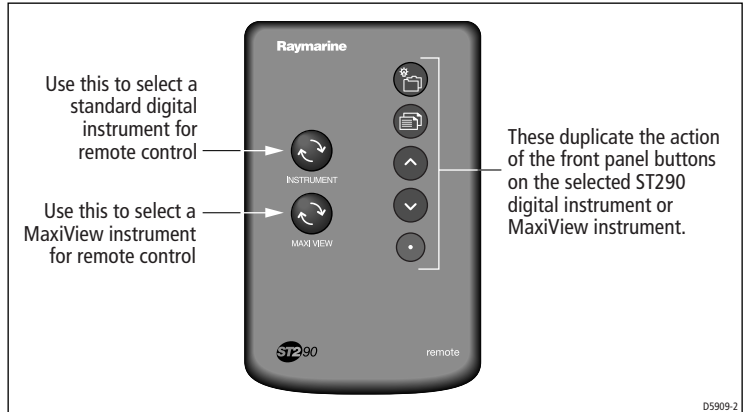 Raymarine
Use this to select a
standard digital
instrument for
remote control
INSTRUMENT
Use this to select a
MaxiView instrument
for remote control
MAXI VIEW
These duplicate the action
of the front panel buttons
on the selected ST290
digital instrument or
MaxiView instrument.
ST290
remote
D5909-2